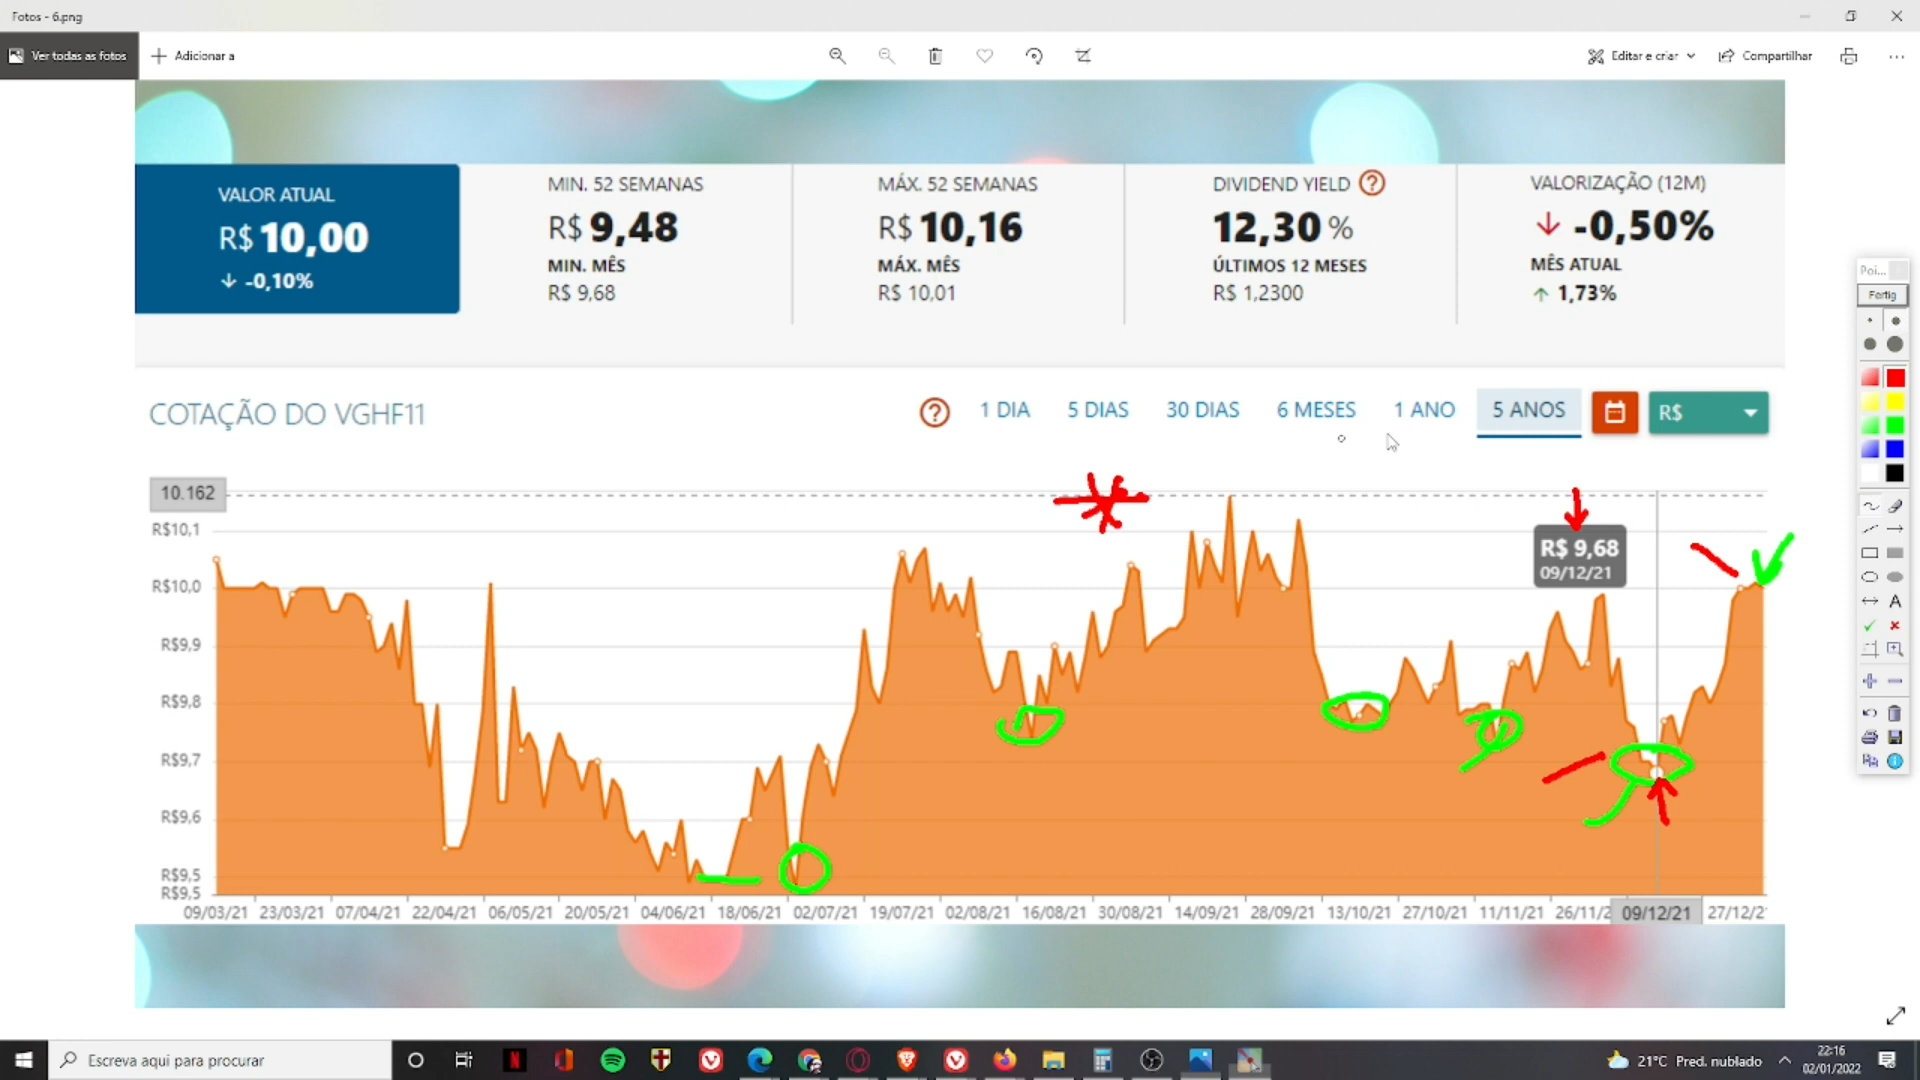 Fotos - 6.png
Ver todas as fotos
Adicionar a
Editar e criar
Compartilhar
VALOR ATUAL
R$ 10,00
-0,10%
MIN. 52 SEMANAS
R$ 9,48
MIN. MÊS
R$ 9,68
MÁX. 52 SEMANAS
R$ 10,16
MÁX. MÊS
R$ 10,01
DIVIDEND YIELD ?
12,30 %
ÚLTIMOS 12 MESES
R$ 1,2300
VALORIZAÇÃO (12M)
-0,50%
MÊS ATUAL
1,73%
Poi...
Fertig
COTAÇÃO DO VGHF11
? 1 DIA 5 DIAS 30 DIAS 6 MESES 1 ANO 5 ANOS R$
10.162
R$10,1
R$10,0
R$9,9
R$9,8
R$9,7
R$9,6
R$9,5
R$9,5
R$ 9,68
09/12/21
A
09/03/21 23/03/21 07/04/21 22/04/21 06/05/21 20/05/21 04/06/21 18/06/21 02/07/21 19/07/21 02/08/21 16/08/21 30/08/21 14/09/21 28/09/21 13/10/21 27/10/21 11/11/21 26/11/2 09/12/21 27/12/2
Escreva aqui para procurar
21°C Pred. nublado
22:16
02/01/2022